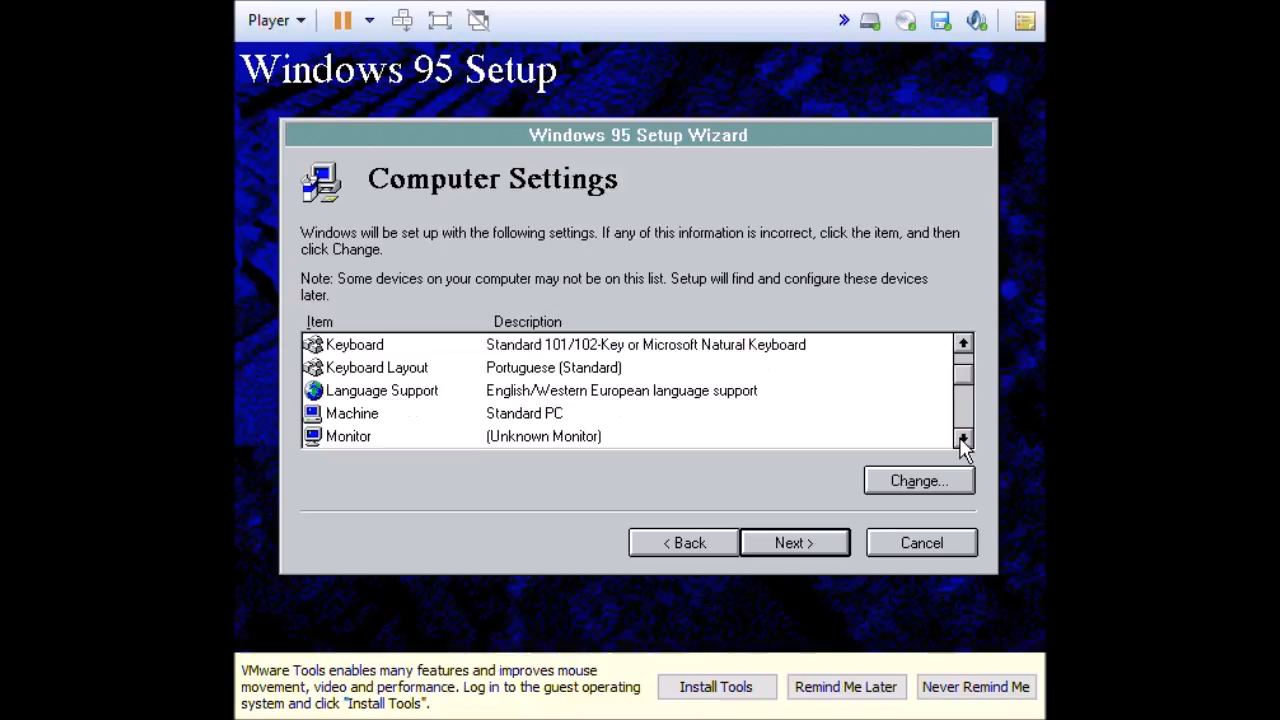 Player
Windows 95 Setup
Windows 95 Setup Wizard
Computer Settings
Windows will be set up with the following settings. If any of this information is incorrect, click the item, and then
click Change.
Note: Some devices on your computer may not be on this list. Setup will find and configure these devices
later.
Item Description
Keyboard Standard 101/102-Key or Microsoft Natural Keyboard
Keyboard Layout Portuguese (Standard)
Language Support English/Western European language support
Machine Standard PC
Monitor (Unknown Monitor)
Change...
< Back Next > Cancel
VMware Tools enables many features and improves mouse
movement, video and performance. Log in to the guest operating
system and click "Install Tools".
Install Tools Remind Me Later Never Remind Me